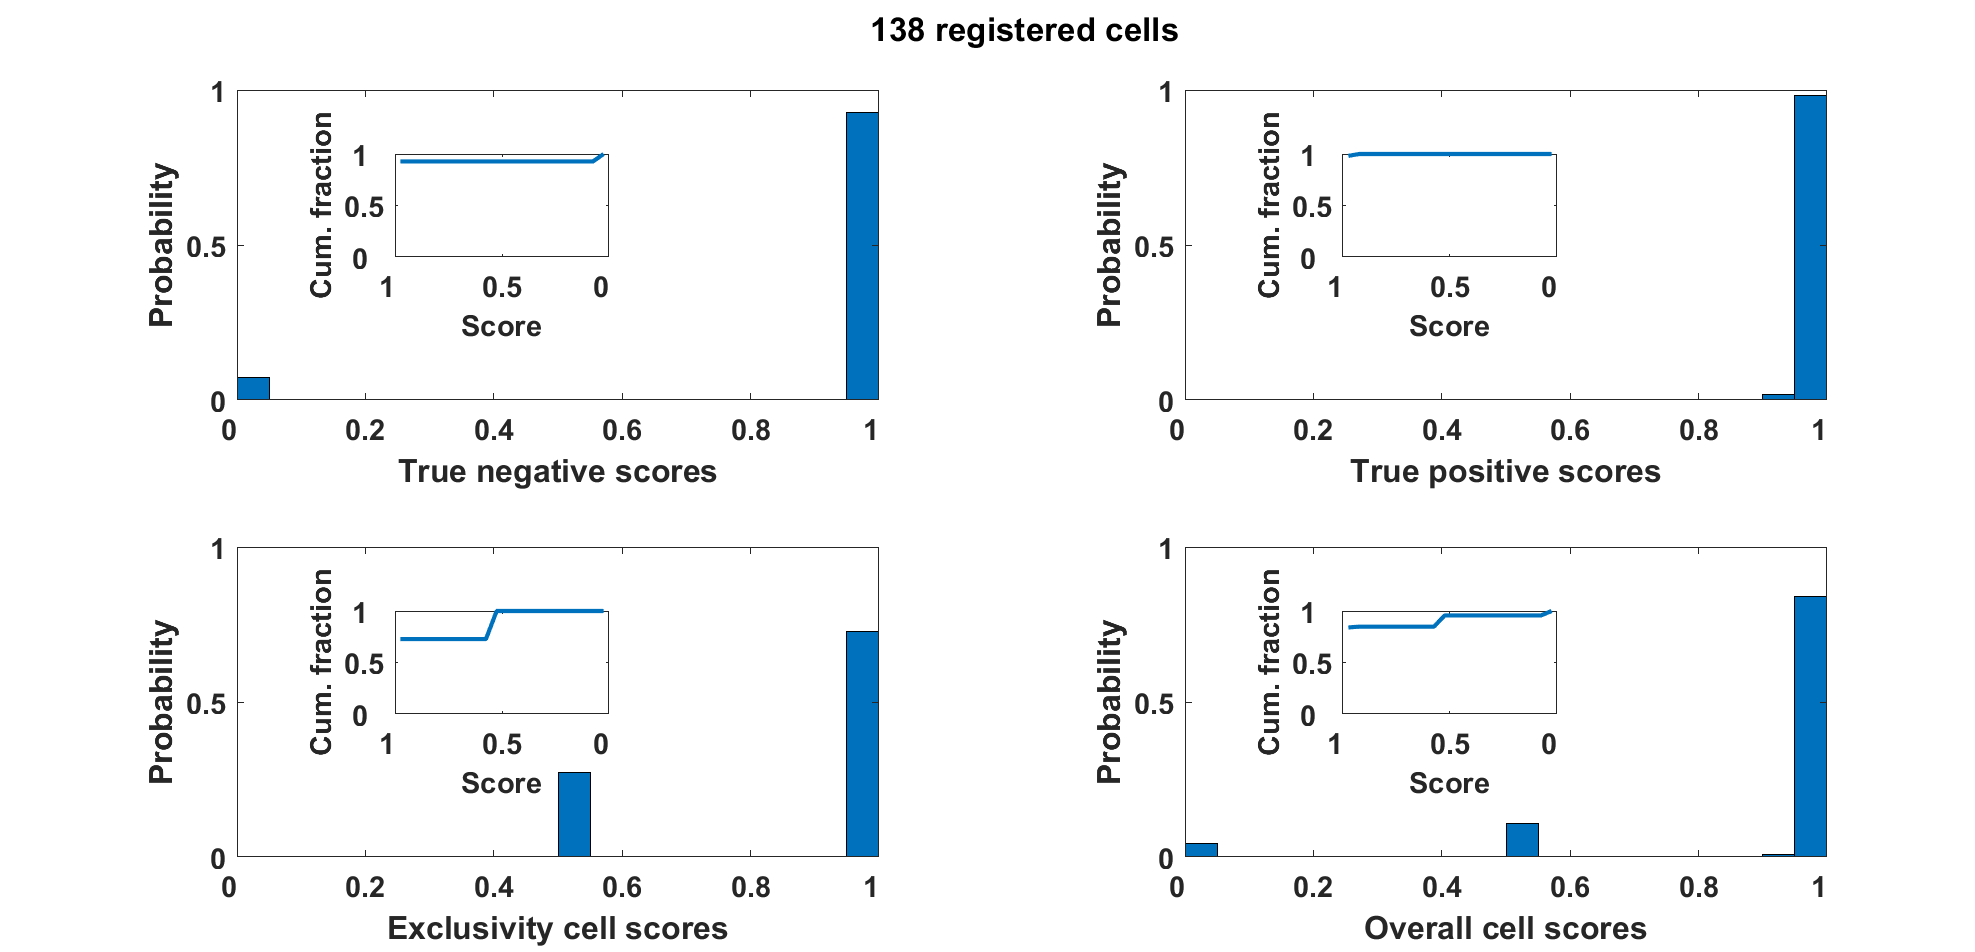 138 registered cells
Probability
1
0.5
0
0 0.2 0.4 0.6 0.8 1
True negative scores
Cum. fraction
1
0.5
0
1 0.5 0
Score
Probability
1
0.5
0
0 0.2 0.4 0.6 0.8 1
True positive scores
Cum. fraction
1
0.5
0
1 0.5 0
Score
Probability
1
0.5
0
0 0.2 0.4 0.6 0.8 1
Exclusivity cell scores
Cum. fraction
1
0.5
0
1 0.5 0
Score
Probability
1
0.5
0
0 0.2 0.4 0.6 0.8 1
Overall cell scores
Cum. fraction
1
0.5
0
1 0.5 0
Score